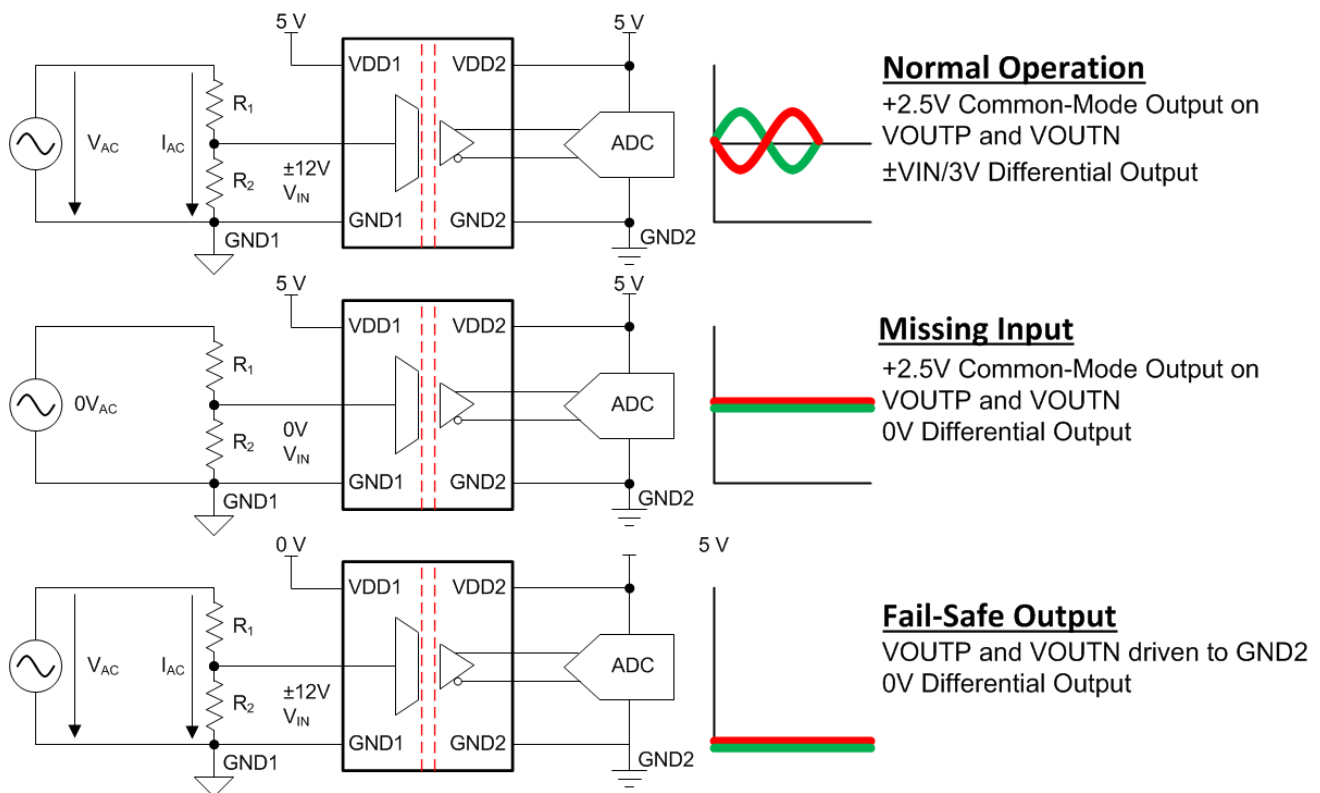 5 V
5 V
VDD1
VDD2
R1
VAC
IAC
ADC
R2
±12V
VIN
GND1
GND2
GND1
GND2
Normal Operation
+2.5V Common-Mode Output on
VOUTP and VOUTN
±VIN/3V Differential Output
5 V
5 V
VDD1
VDD2
R1
0VAC
ADC
R2
0V
VIN
GND1
GND2
GND1
GND2
Missing Input
+2.5V Common-Mode Output on
VOUTP and VOUTN
0V Differential Output
0 V
5 V
VDD1
VDD2
R1
VAC
IAC
ADC
R2
±12V
VIN
GND1
GND2
GND1
GND2
Fail-Safe Output
VOUTP and VOUTN driven to GND2
0V Differential Output